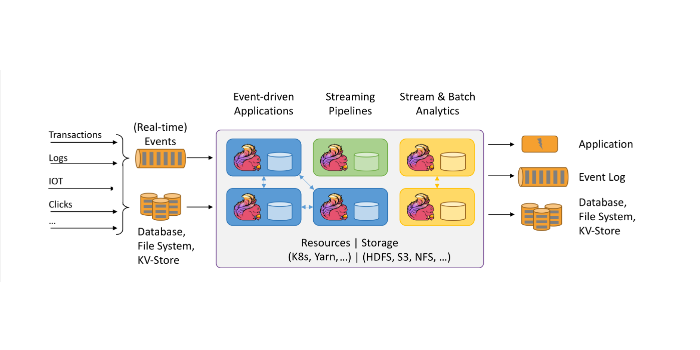 Event-driven
Applications
Streaming
Pipelines
Stream & Batch
Analytics
Transactions
Logs
IOT
Clicks
...
(Real-time)
Events
Database,
File System,
KV-Store
Resources | Storage
(K8s, Yarn, ...) | (HDFS, S3, NFS, ...)
Application
Event Log
Database,
File System,
KV-Store